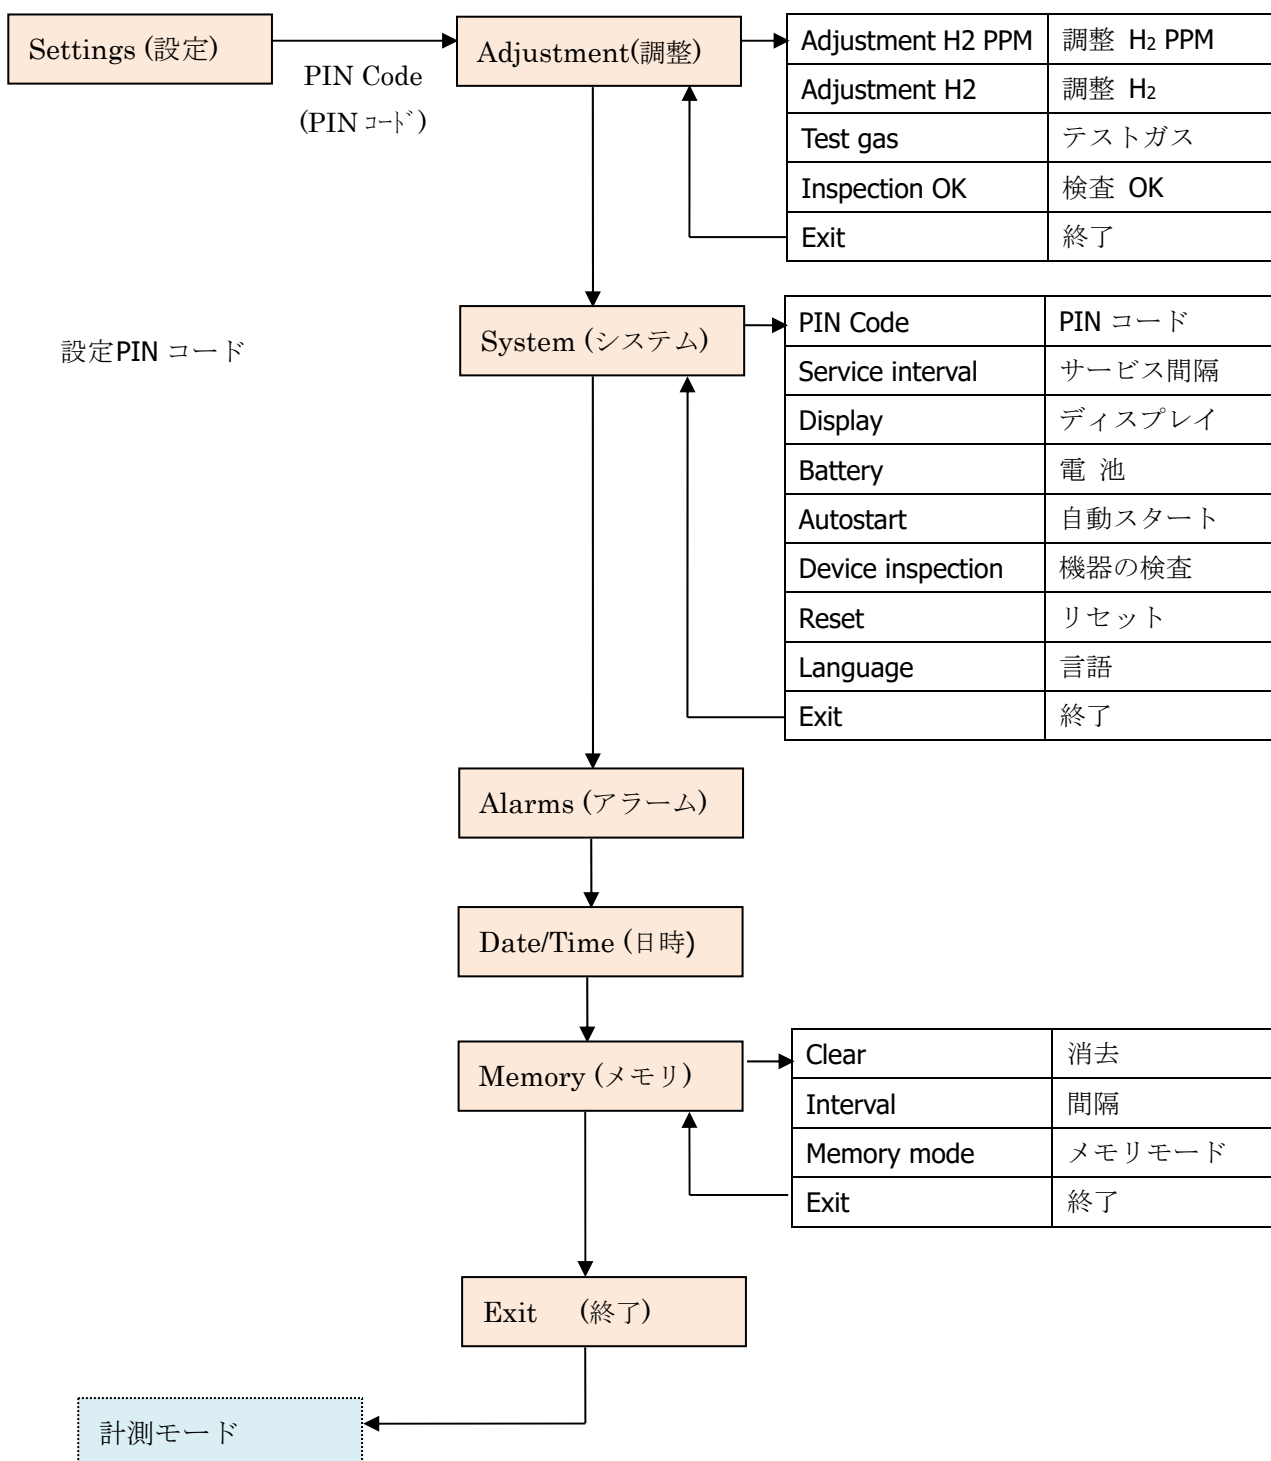 Settings (設定)
PIN Code
(PIN ｺｰﾄﾞ)
Adjustment(調整)
Adjustment H2 PPM 調整 H₂ PPM
Adjustment H2 調整 H₂
Test gas テストガス
Inspection OK 検査 OK
Exit 終了
設定PIN コード
System (システム)
PIN Code PIN コード
Service interval サービス間隔
Display ディスプレイ
Battery 電 池
Autostart 自動スタート
Device inspection 機器の検査
Reset リセット
Language 言語
Exit 終了
Alarms (アラーム)
Date/Time (日時)
Memory (メモリ)
Clear 消去
Interval 間隔
Memory mode メモリモード
Exit 終了
Exit (終了)
計測モード